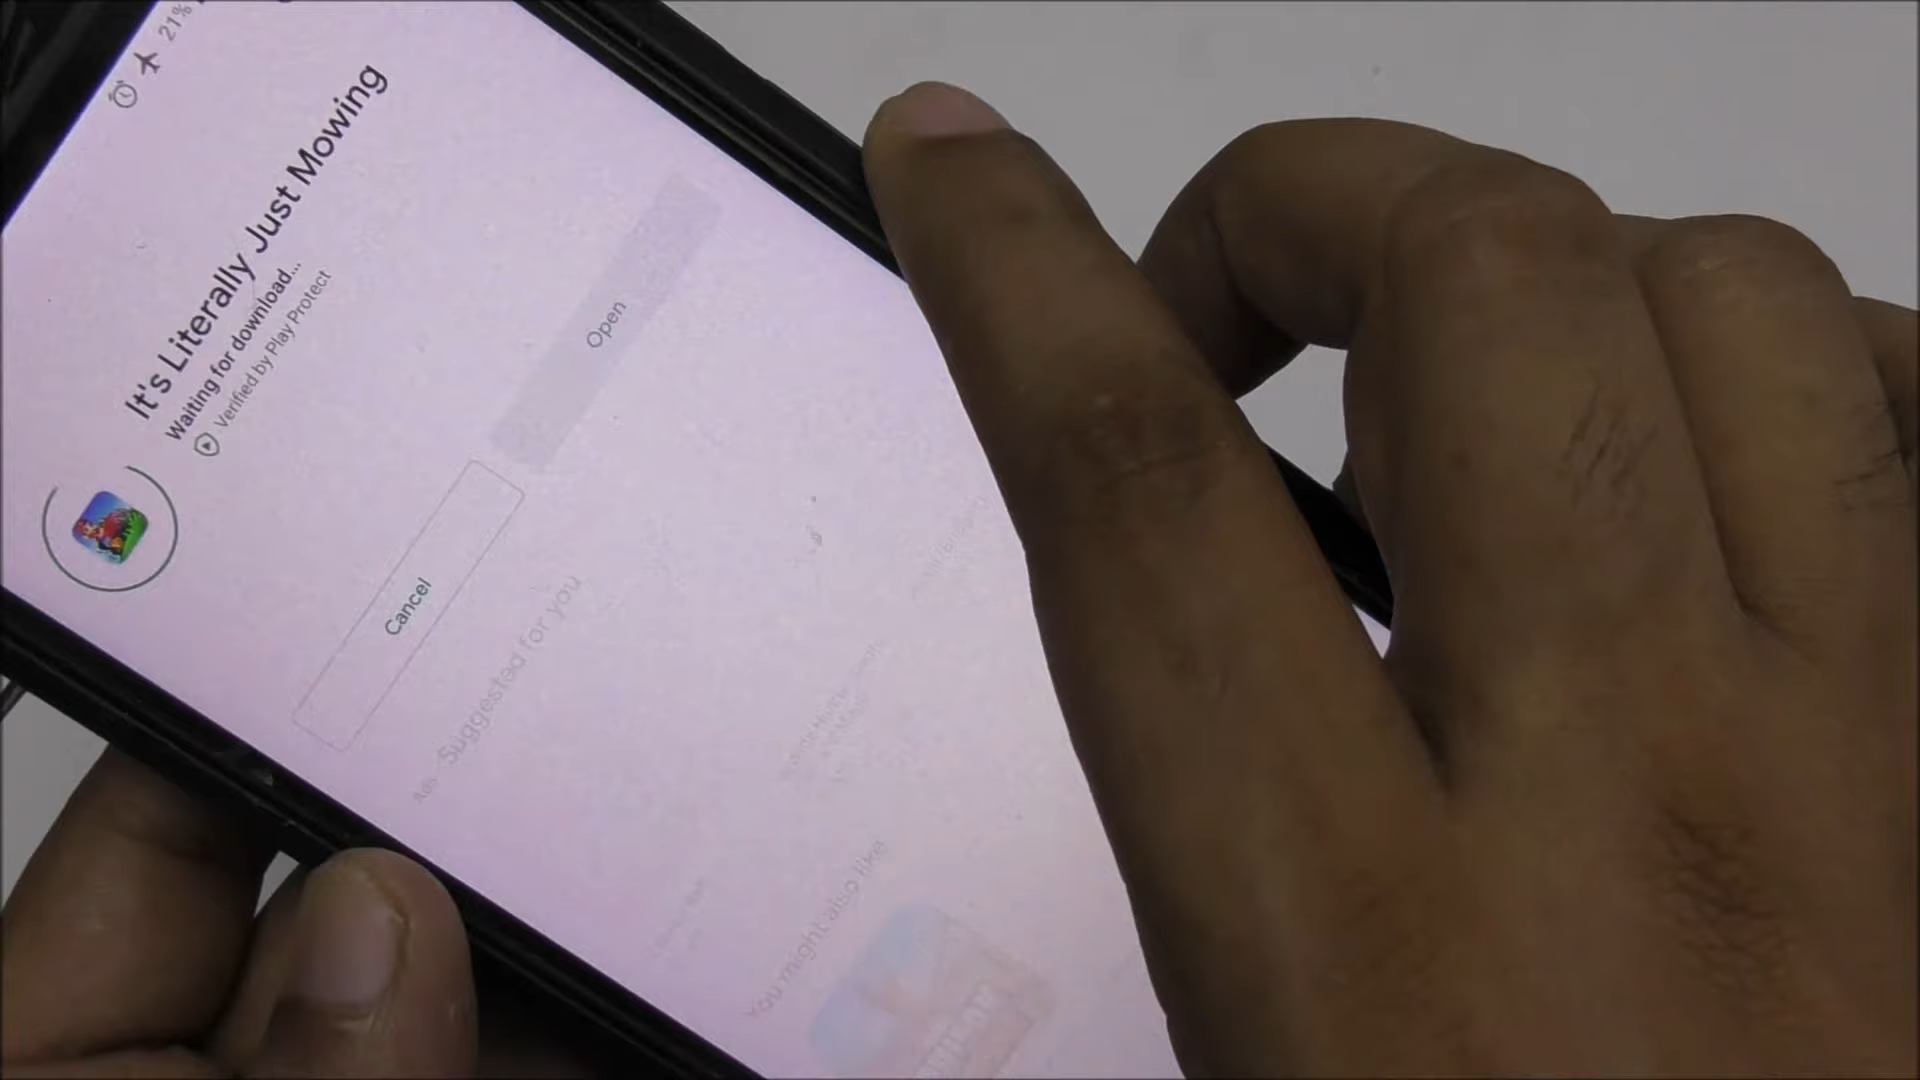 21%
It's Literally Just Mowing
Waiting for download...
Verified by Play Protect
Cancel
Open
Ads · Suggested for you
You might also like